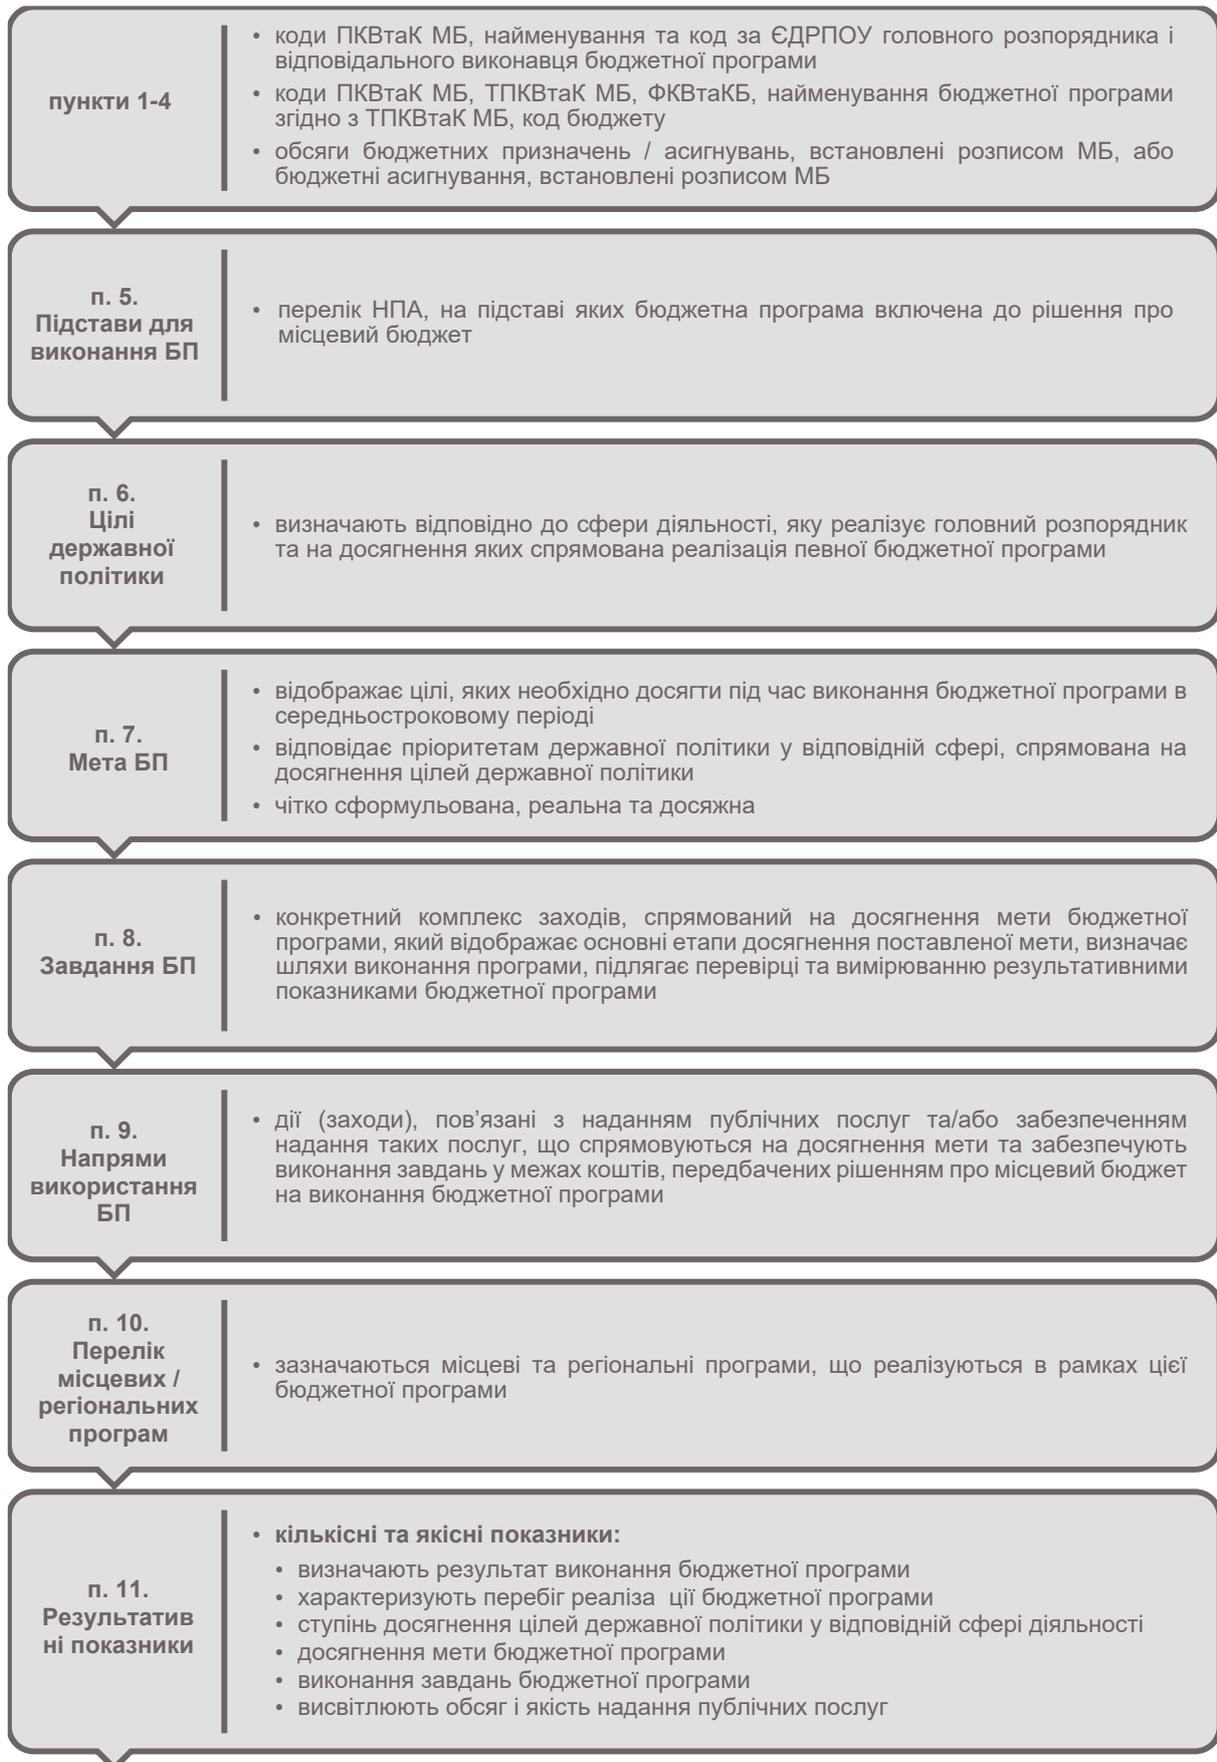 пункти 1-4
• коди ПКВтаК МБ, найменування та код за ЄДРПОУ головного розпорядника і
відповідального виконавця бюджетної програми
• коди ПКВтаК МБ, ТПКВтаК МБ, ФКВтаКБ, найменування бюджетної програми
згідно з ТПКВтаК МБ, код бюджету
• обсяги бюджетних призначень / асигнувань, встановлені розписом МБ, або
бюджетні асигнування, встановлені розписом МБ
п. 5.
Підстави для
виконання БП
• перелік НПА, на підставі яких бюджетна програма включена до рішення про
місцевий бюджет
п. 6.
Цілі
державної
політики
• визначають відповідно до сфери діяльності, яку реалізує головний розпорядник
та на досягнення яких спрямована реалізація певної бюджетної програми
п. 7.
Мета БП
• відображає цілі, яких необхідно досягти під час виконання бюджетної програми в
середньостроковому періоді
• відповідає пріоритетам державної політики у відповідній сфері, спрямована на
досягнення цілей державної політики
• чітко сформульована, реальна та досяжна
п. 8.
Завдання БП
• конкретний комплекс заходів, спрямований на досягнення мети бюджетної
програми, який відображає основні етапи досягнення поставленої мети, визначає
шляхи виконання програми, підлягає перевірці та вимірюванню результативними
показниками бюджетної програми
п. 9.
Напрями
використання
БП
• дії (заходи), пов’язані з наданням публічних послуг та/або забезпеченням
надання таких послуг, що спрямовуються на досягнення мети та забезпечують
виконання завдань у межах коштів, передбачених рішенням про місцевий бюджет
на виконання бюджетної програми
п. 10.
Перелік
місцевих /
регіональних
програм
• зазначаються місцеві та регіональні програми, що реалізуються в рамках цієї
бюджетної програми
п. 11.
Результатив
ні показники
• кількісні та якісні показники:
• визначають результат виконання бюджетної програми
• характеризують перебіг реаліза ції бюджетної програми
• ступінь досягнення цілей державної політики у відповідній сфері діяльності
• досягнення мети бюджетної програми
• виконання завдань бюджетної програми
• висвітлюють обсяг і якість надання публічних послуг